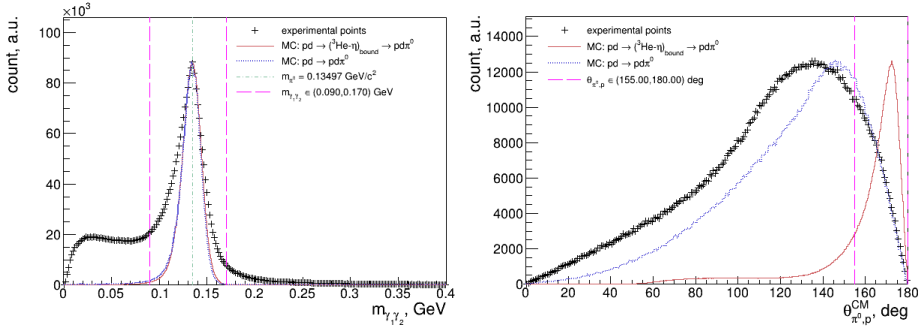 ×10³
100
80
60
40
20
0
count, a.u.
experimental points
MC: pd → (³He-η)bound → pdπ⁰
MC: pd → pdπ⁰
mπ⁰ = 0.13497 GeV/c²
mγ₁γ₂ ∈ (0.090,0.170) GeV
0 0.05 0.1 0.15 0.2 0.25 0.3 0.35 0.4
mγ₁γ₂, GeV
14000
12000
10000
8000
6000
4000
2000
0
count, a.u.
experimental points
MC: pd → (³He-η)bound → pdπ⁰
MC: pd → pdπ⁰
θπ⁰,p ∈ (155.00,180.00) deg
0 20 40 60 80 100 120 140 160 180
θCMπ⁰,p, deg